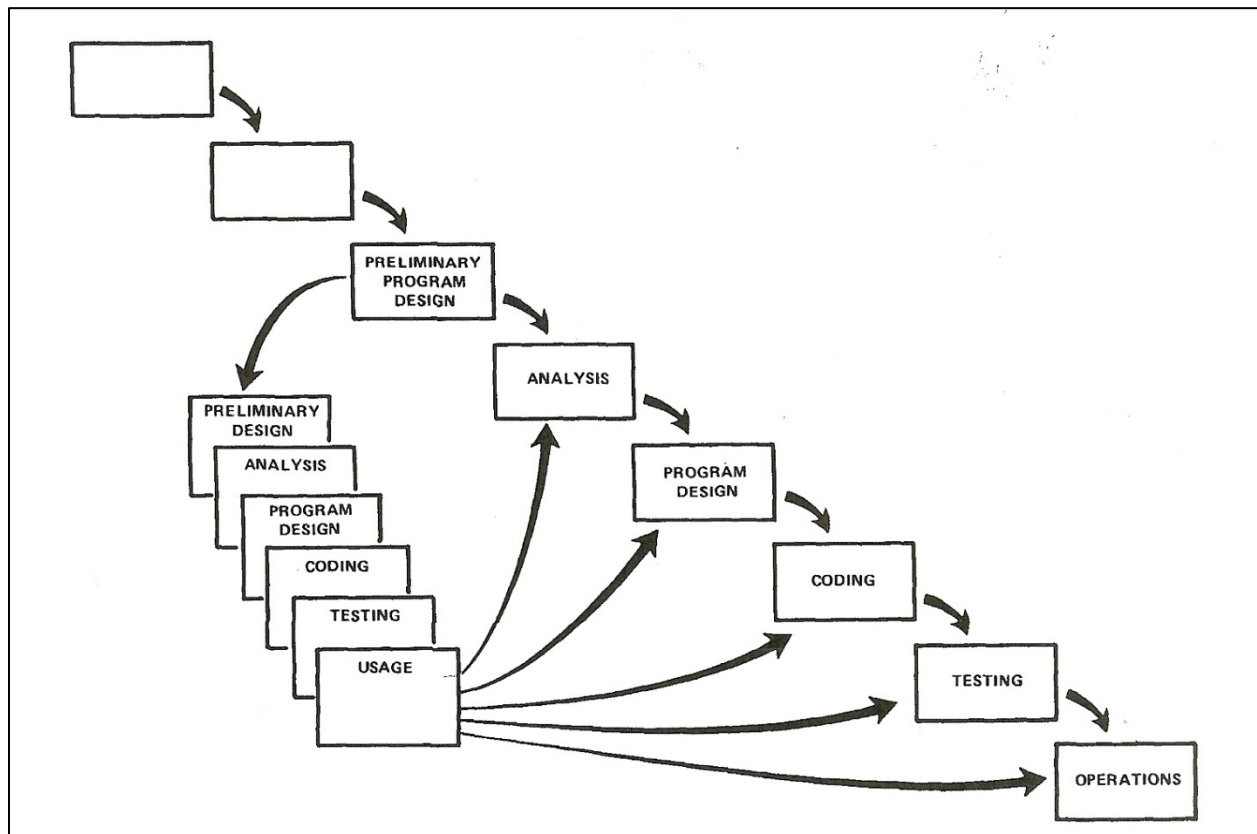 PRELIMINARY
PROGRAM
DESIGN
ANALYSIS
PROGRAM
DESIGN
CODING
TESTING
OPERATIONS
PRELIMINARY
DESIGN
ANALYSIS
PROGRAM
DESIGN
CODING
TESTING
USAGE